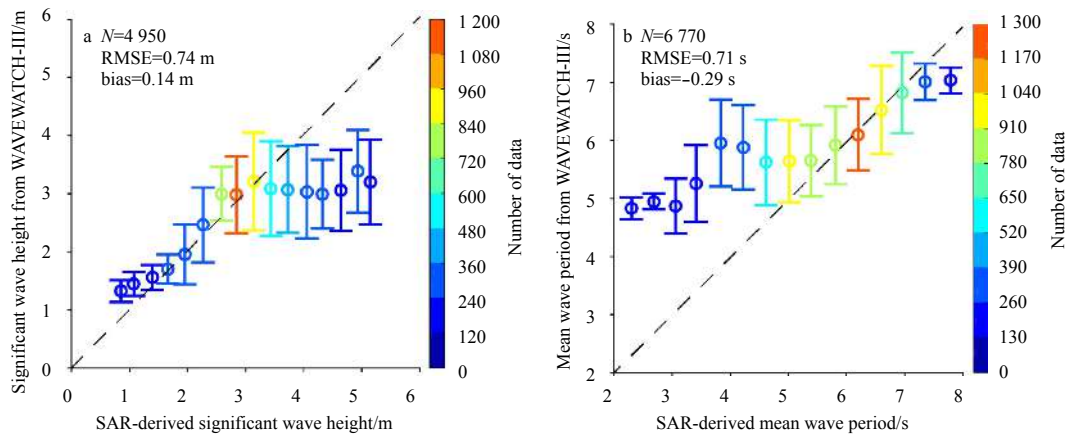 a N=4 950
RMSE=0.74 m
bias=0.14 m
Significant wave height from WAVEWATCH-III/m
6
5
4
3
2
1
0
0 1 2 3 4 5 6
SAR-derived significant wave height/m
1 200
1 080
960
840
720
600
480
360
240
120
Number of data
b N=6 770
RMSE=0.71 s
bias=−0.29 s
Mean wave period from WAVEWATCH-III/s
8
7
6
5
4
3
2
2 3 4 5 6 7 8
SAR-derived mean wave period/s
1 300
1 170
1 040
910
780
650
520
390
260
130
Number of data